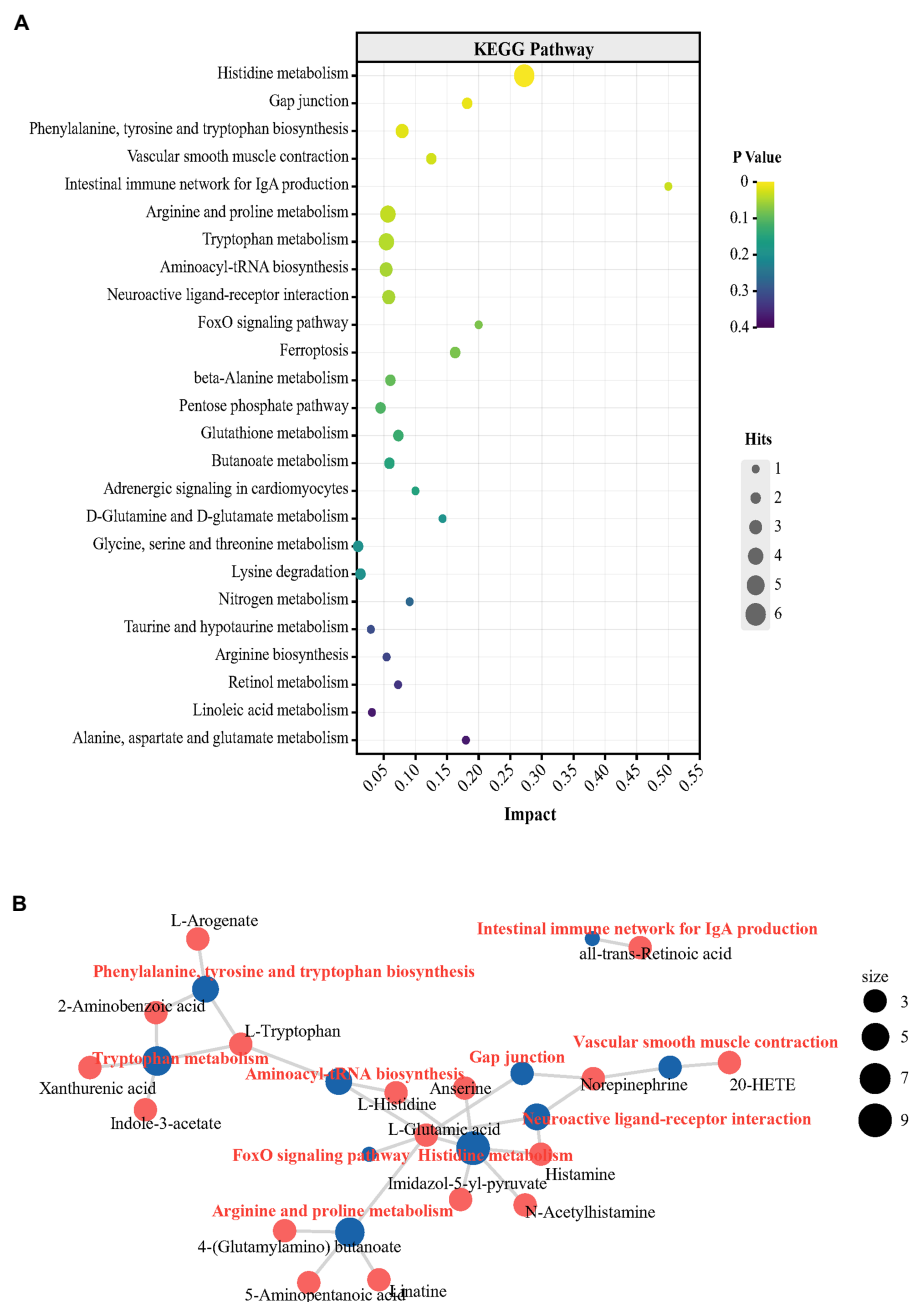 A
KEGG Pathway
Histidine metabolism
Gap junction
Phenylalanine, tyrosine and tryptophan biosynthesis
Vascular smooth muscle contraction
Intestinal immune network for IgA production
Arginine and proline metabolism
Tryptophan metabolism
Aminoacyl-tRNA biosynthesis
Neuroactive ligand-receptor interaction
FoxO signaling pathway
Ferroptosis
beta-Alanine metabolism
Pentose phosphate pathway
Glutathione metabolism
Butanoate metabolism
Adrenergic signaling in cardiomyocytes
D-Glutamine and D-glutamate metabolism
Glycine, serine and threonine metabolism
Lysine degradation
Nitrogen metabolism
Taurine and hypotaurine metabolism
Arginine biosynthesis
Retinol metabolism
Linoleic acid metabolism
Alanine, aspartate and glutamate metabolism
0.05 0.10 0.15 0.20 0.25 0.30 0.35 0.40 0.45 0.50 0.55
Impact
P Value
0
0.1
0.2
0.3
0.4
Hits
1
2
3
4
5
6
B
L-Arogenate
Intestinal immune network for IgA production
all-trans-Retinoic acid
Phenylalanine, tyrosine and tryptophan biosynthesis
2-Aminobenzoic acid
L-Tryptophan
Vascular smooth muscle contraction
Tryptophan metabolism
Gap junction
Xanthurenic acid
Aminoacyl-tRNA biosynthesis
Anserine
Norepinephrine
20-HETE
L-Histidine
Indole-3-acetate
L-Glutamic acid
Neuroactive ligand-receptor interaction
FoxO signaling pathway
Histidine metabolism
Histamine
Imidazol-5-yl-pyruvate
Arginine and proline metabolism
N-Acetylhistamine
4-(Glutamylamino) butanoate
5-Aminopentanoic acid
Linatine
size
3
5
7
9